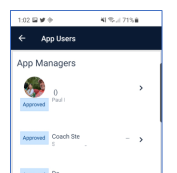 1:02 71%
← App Users
App Managers
()
Paul i
Approved
Approved Coach Ste –
S